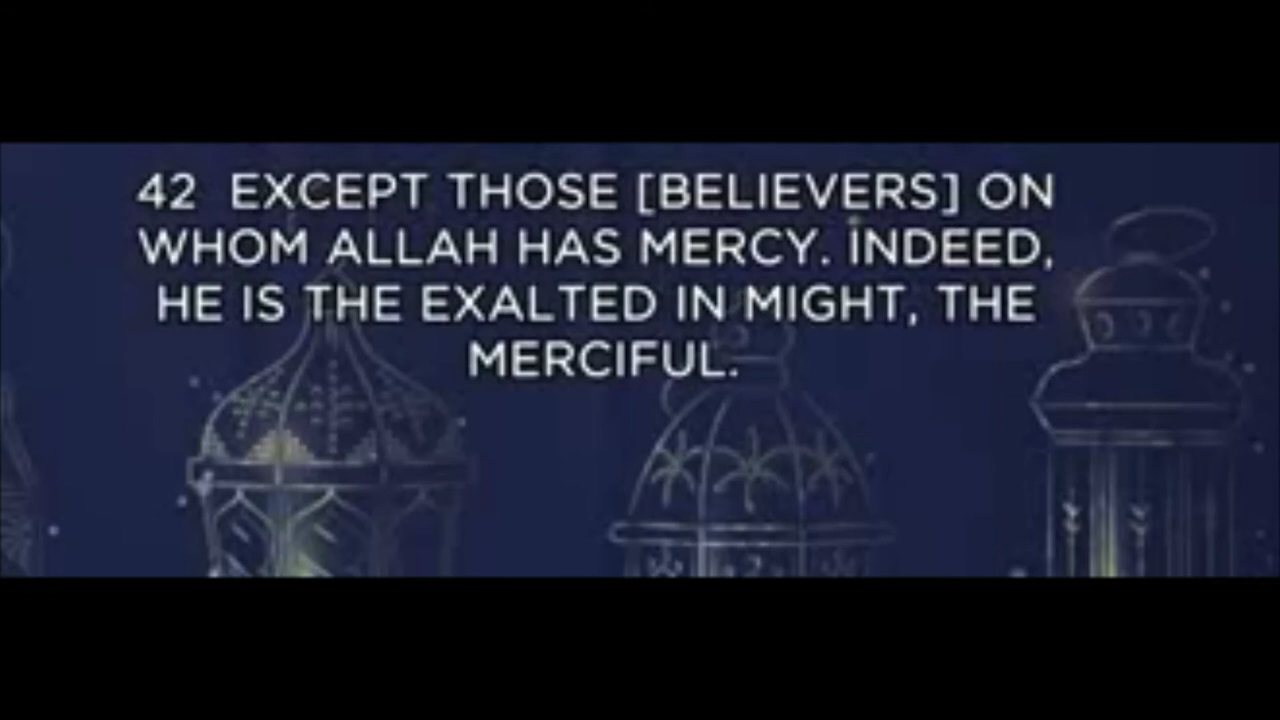 42 EXCEPT THOSE [BELIEVERS] ON
WHOM ALLAH HAS MERCY. INDEED,
HE IS THE EXALTED IN MIGHT, THE
MERCIFUL.